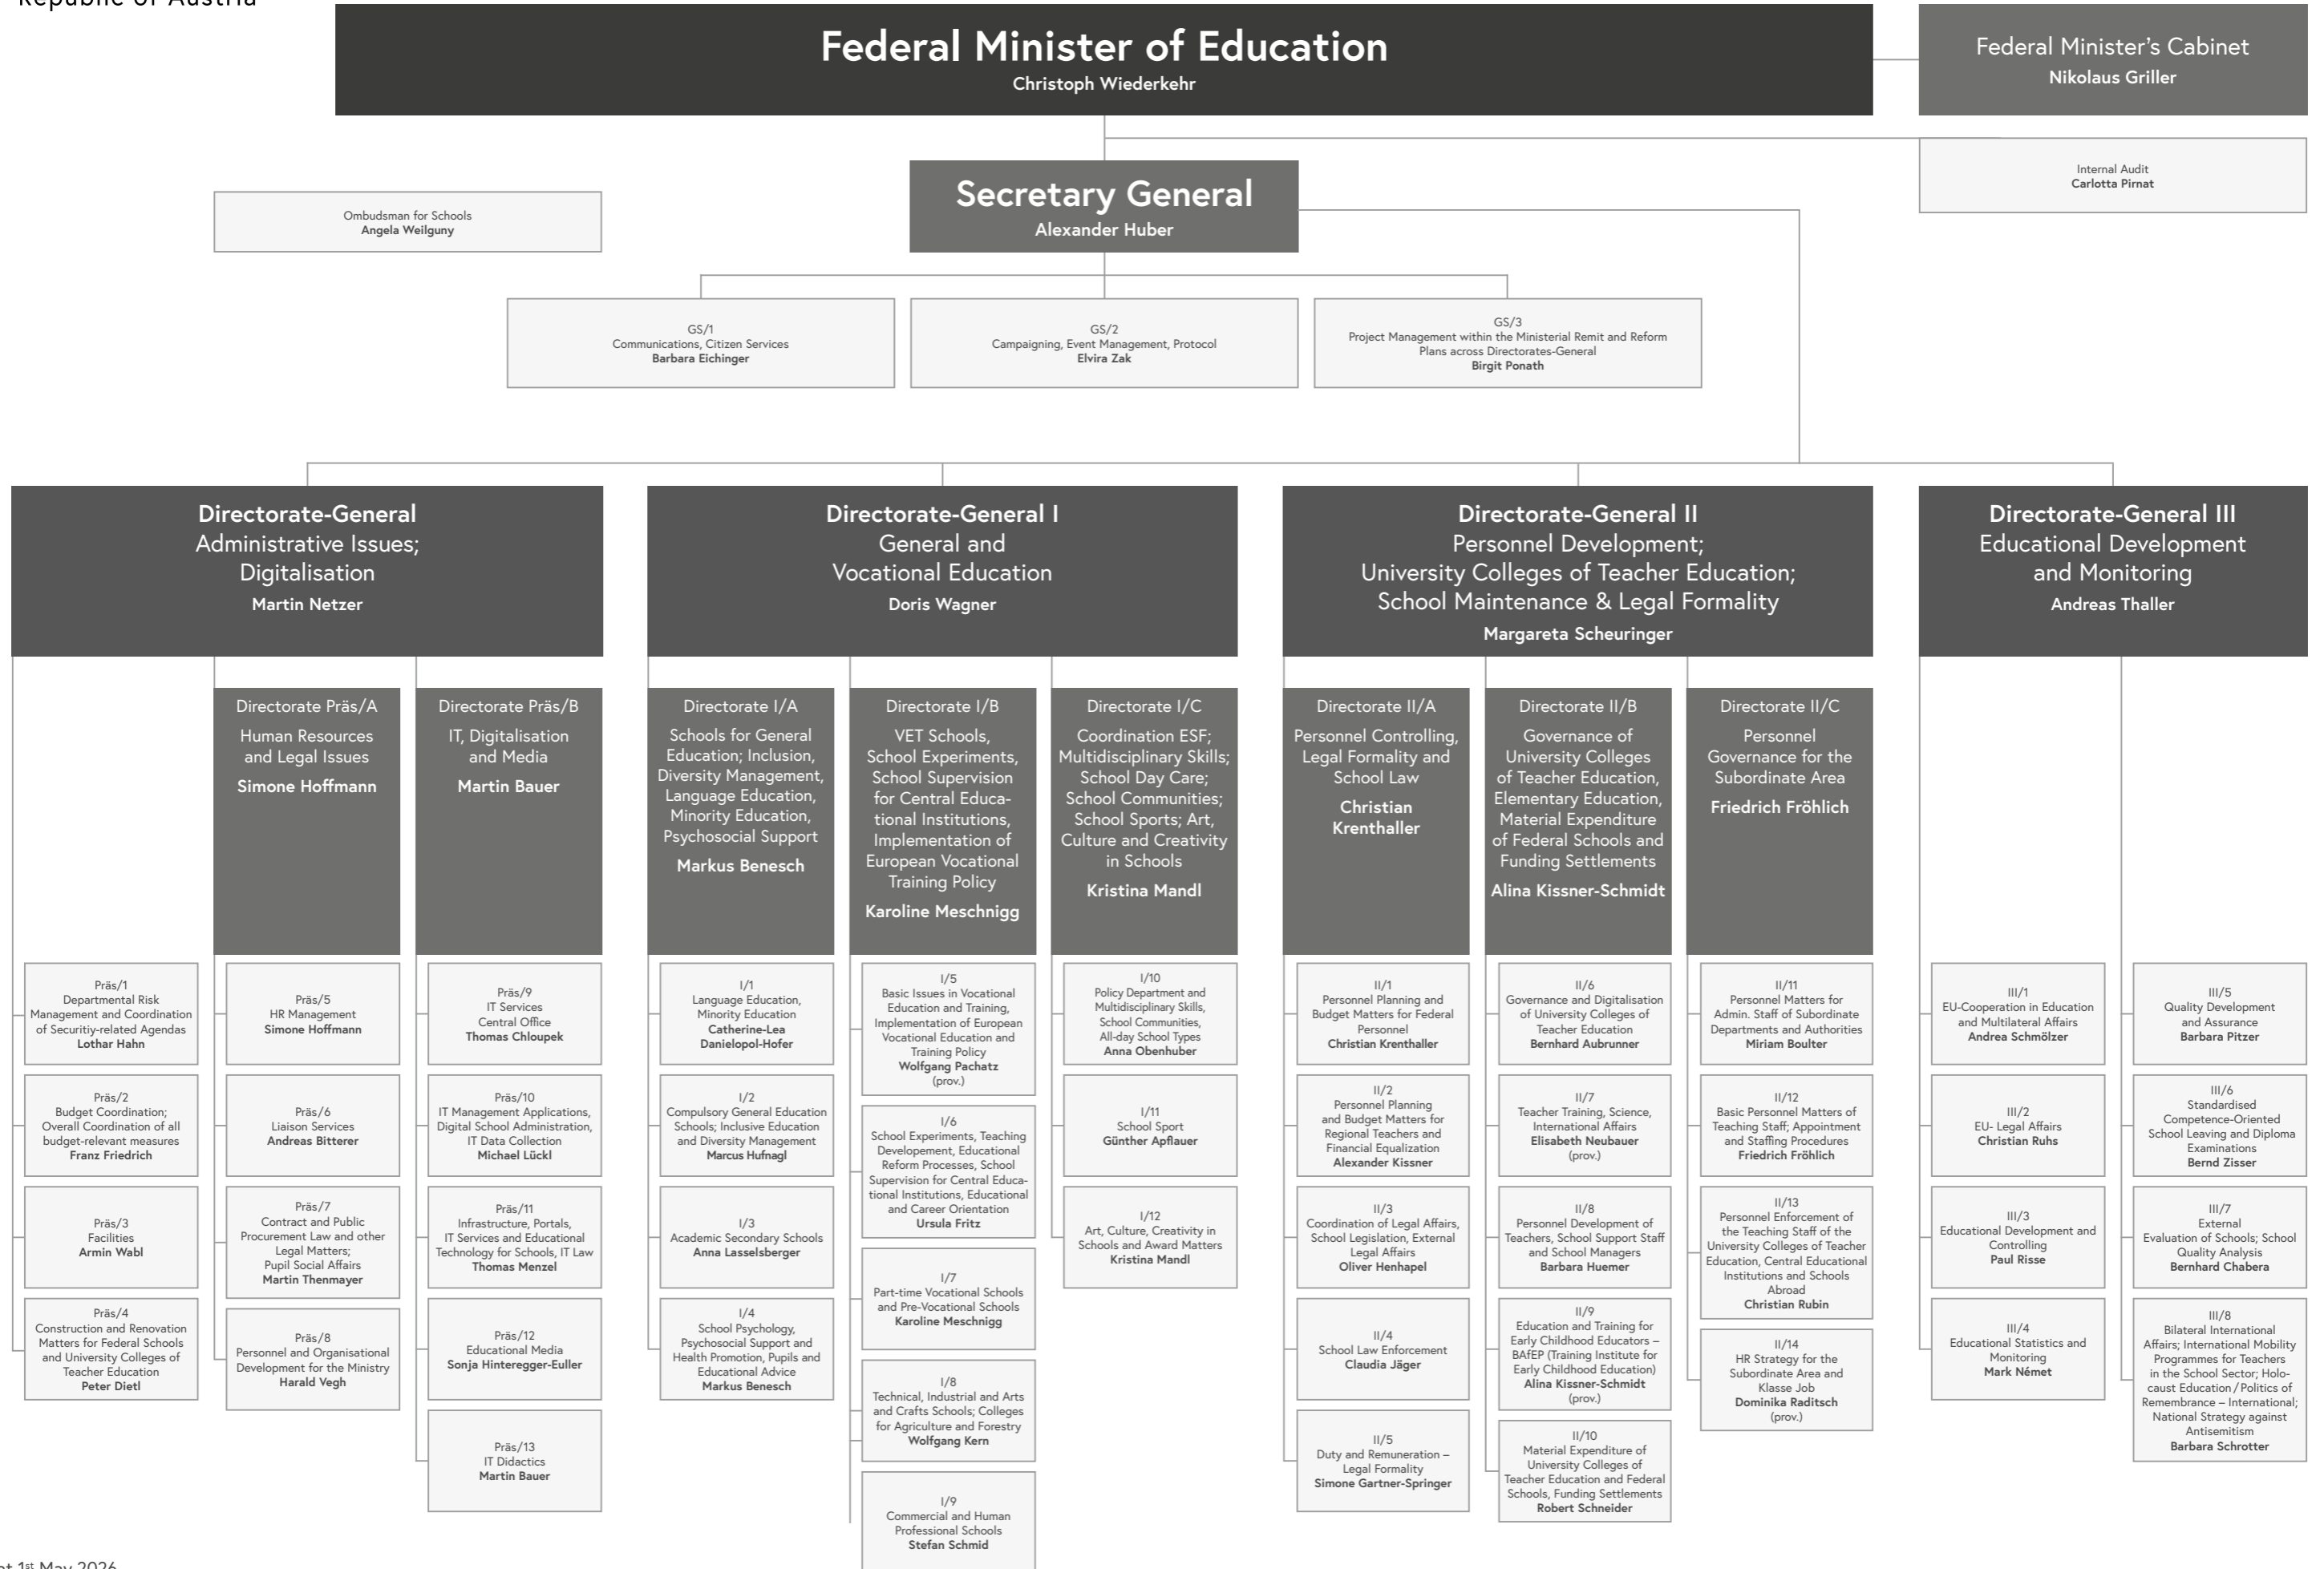 Republic of Austria
Federal Minister of Education
Christoph Wiederkehr
Federal Minister's Cabinet
Nikolaus Griller
Internal Audit
Carlotta Pirnat
Secretary General
Alexander Huber
Ombudsman for Schools
Angela Weilguny
GS/1
Communications, Citizen Services
Barbara Eichinger
GS/2
Campaigning, Event Management, Protocol
Elvira Zak
GS/3
Project Management within the Ministerial Remit and Reform
Plans across Directorates-General
Birgit Ponath
Directorate-General
Administrative Issues;
Digitalisation
Martin Netzer
Directorate-General I
General and
Vocational Education
Doris Wagner
Directorate-General II
Personnel Development;
University Colleges of Teacher Education;
School Maintenance & Legal Formality
Margareta Scheuringer
Directorate-General III
Educational Development
and Monitoring
Andreas Thaller
Directorate Präs/A
Human Resources
and Legal Issues
Simone Hoffmann
Directorate Präs/B
IT, Digitalisation
and Media
Martin Bauer
Directorate I/A
Schools for General
Education; Inclusion,
Diversity Management,
Language Education,
Minority Education,
Psychosocial Support
Markus Benesch
Directorate I/B
VET Schools,
School Experiments,
School Supervision
for Central Educa-
tional Institutions,
Implementation of
European Vocational
Training Policy
Karoline Meschnigg
Directorate I/C
Coordination ESF;
Multidisciplinary Skills;
School Day Care;
School Communities;
School Sports; Art,
Culture and Creativity
in Schools
Kristina Mandl
Directorate II/A
Personnel Controlling,
Legal Formality and
School Law
Christian
Krenthaller
Directorate II/B
Governance of
University Colleges
of Teacher Education,
Elementary Education,
Material Expenditure
of Federal Schools and
Funding Settlements
Alina Kissner-Schmidt
Directorate II/C
Personnel
Governance for the
Subordinate Area
Friedrich Fröhlich
Präs/1
Departmental Risk
Management and Coordination
of Securitiy-related Agendas
Lothar Hahn
Präs/2
Budget Coordination;
Overall Coordination of all
budget-relevant measures
Franz Friedrich
Präs/3
Facilities
Armin Wabl
Präs/4
Construction and Renovation
Matters for Federal Schools
and University Colleges of
Teacher Education
Peter Dietl
Präs/5
HR Management
Simone Hoffmann
Präs/6
Liaison Services
Andreas Bitterer
Präs/7
Contract and Public
Procurement Law and other
Legal Matters;
Pupil Social Affairs
Martin Thenmayer
Präs/8
Personnel and Organisational
Development for the Ministry
Harald Vegh
Präs/9
IT Services
Central Office
Thomas Chloupek
Präs/10
IT Management Applications,
Digital School Administration,
IT Data Collection
Michael Lückl
Präs/11
Infrastructure, Portals,
IT Services and Educational
Technology for Schools, IT Law
Thomas Menzel
Präs/12
Educational Media
Sonja Hinteregger-Euller
Präs/13
IT Didactics
Martin Bauer
I/1
Language Education,
Minority Education
Catherine-Lea
Danielopol-Hofer
I/2
Compulsory General Education
Schools; Inclusive Education
and Diversity Management
Marcus Hufnagl
I/3
Academic Secondary Schools
Anna Lasselsberger
I/4
School Psychology,
Psychosocial Support and
Health Promotion, Pupils and
Educational Advice
Markus Benesch
I/5
Basic Issues in Vocational
Education and Training,
Implementation of European
Vocational Education and
Training Policy
Wolfgang Pachatz
(prov.)
I/6
School Experiments, Teaching
Developement, Educational
Reform Processes, School
Supervision for Central Educa-
tional Institutions, Educational
and Career Orientation
Ursula Fritz
I/7
Part-time Vocational Schools
and Pre-Vocational Schools
Karoline Meschnigg
I/8
Technical, Industrial and Arts
and Crafts Schools; Colleges
for Agriculture and Forestry
Wolfgang Kern
I/9
Commercial and Human
Professional Schools
Stefan Schmid
I/10
Policy Department and
Multidisciplinary Skills,
School Communities,
All-day School Types
Anna Obenhuber
I/11
School Sport
Günther Apflauer
I/12
Art, Culture, Creativity in
Schools and Award Matters
Kristina Mandl
II/1
Personnel Planning and
Budget Matters for Federal
Personnel
Christian Krenthaller
II/2
Personnel Planning
and Budget Matters for
Regional Teachers and
Financial Equalization
Alexander Kissner
II/3
Coordination of Legal Affairs,
School Legislation, External
Legal Affairs
Oliver Henhapel
II/4
School Law Enforcement
Claudia Jäger
II/5
Duty and Remuneration –
Legal Formality
Simone Gartner-Springer
II/6
Governance and Digitalisation
of University Colleges of
Teacher Education
Bernhard Aubrunner
II/7
Teacher Training, Science,
International Affairs
Elisabeth Neubauer
(prov.)
II/8
Personnel Development of
Teachers, School Support Staff
and School Managers
Barbara Huemer
II/9
Education and Training for
Early Childhood Educators –
BAfEP (Training Institute for
Early Childhood Education)
Alina Kissner-Schmidt
(prov.)
II/10
Material Expenditure of
University Colleges of
Teacher Education and Federal
Schools, Funding Settlements
Robert Schneider
II/11
Personnel Matters for
Admin. Staff of Subordinate
Departments and Authorities
Miriam Boulter
II/12
Basic Personnel Matters of
Teaching Staff; Appointment
and Staffing Procedures
Friedrich Fröhlich
II/13
Personnel Enforcement of
the Teaching Staff of the
University Colleges of Teacher
Education, Central Educational
Institutions and Schools
Abroad
Christian Rubin
II/14
HR Strategy for the
Subordinate Area and
Klasse Job
Dominika Raditsch
(prov.)
III/1
EU-Cooperation in Education
and Multilateral Affairs
Andrea Schmölzer
III/2
EU- Legal Affairs
Christian Ruhs
III/3
Educational Development and
Controlling
Paul Risse
III/4
Educational Statistics and
Monitoring
Mark Német
III/5
Quality Development
and Assurance
Barbara Pitzer
III/6
Standardised
Competence-Oriented
School Leaving and Diploma
Examinations
Bernd Zisser
III/7
External
Evaluation of Schools; School
Quality Analysis
Bernhard Chabera
III/8
Bilateral International
Affairs; International Mobility
Programmes for Teachers
in the School Sector; Holo-
caust Education / Politics of
Remembrance – International;
National Strategy against
Antisemitism
Barbara Schrotter
1st May 2026